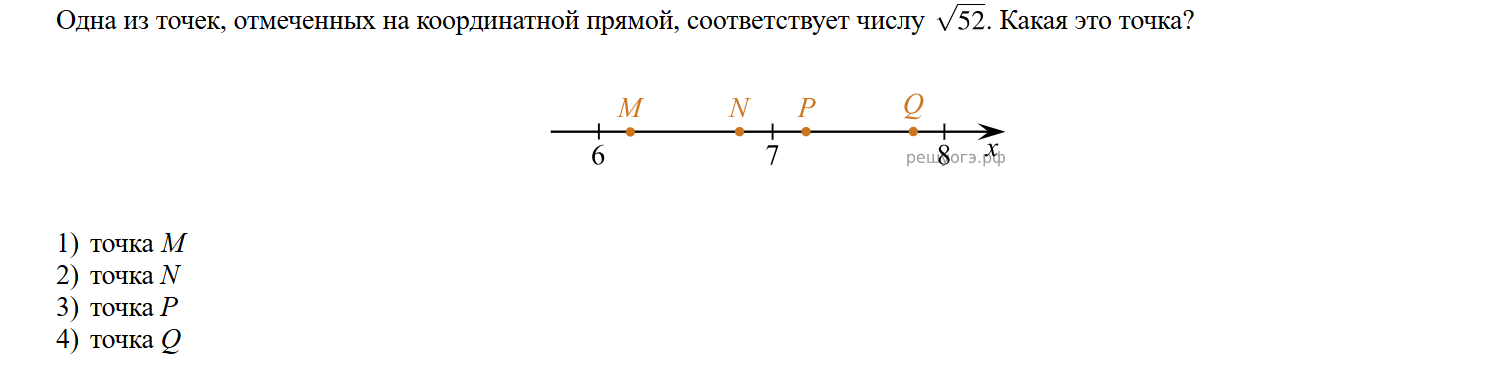 Одна из точек, отмеченных на координатной прямой, соответствует числу √52. Какая это точка?
M N P Q
6 7 8 x
решуогэ.рф
1) точка M
2) точка N
3) точка P
4) точка Q